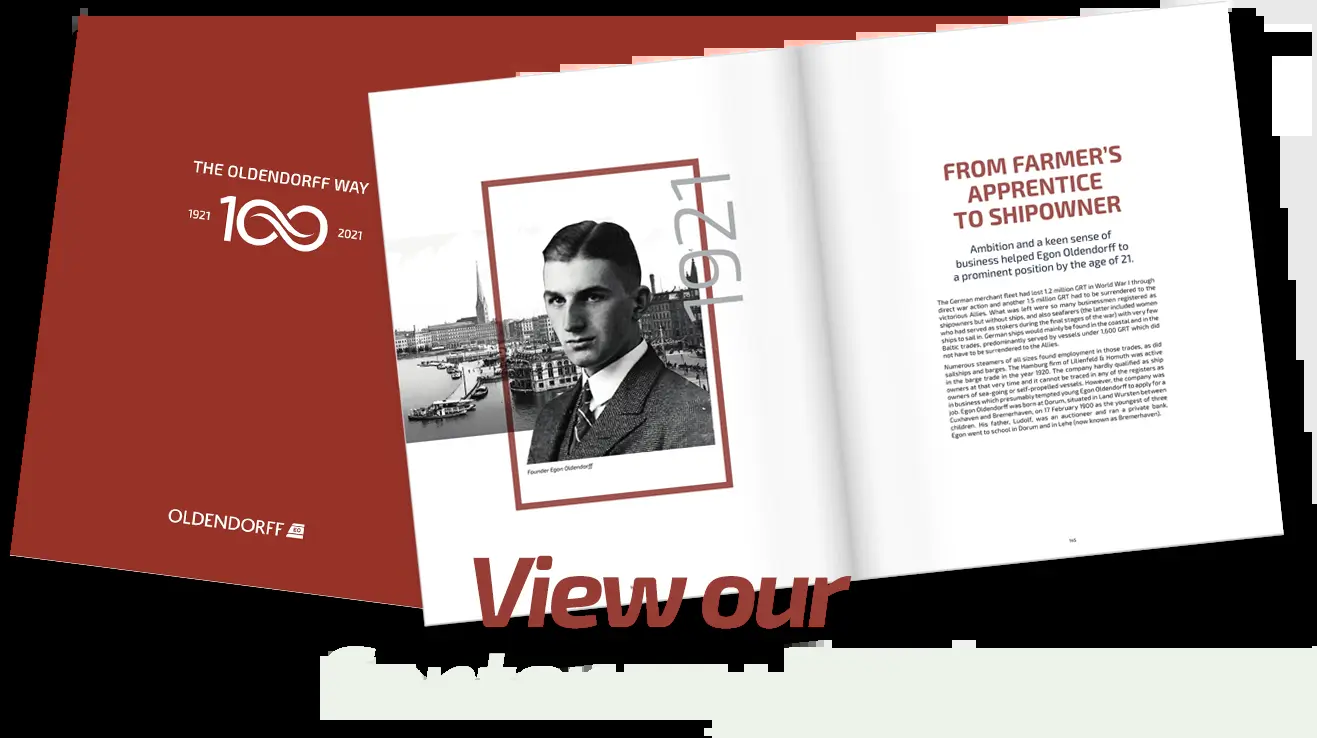 THE OLDENDORFF WAY
1921 100 2021
OLDENDORFF EO
1921
Founder Egon Oldendorff
FROM FARMER'S
APPRENTICE
TO SHIPOWNER
Ambition and a keen sense of
business helped Egon Oldendorff to
a prominent position by the age of 21.
The German merchant fleet had lost 1.2 million GRT in World War I through
direct war action and another 1.5 million GRT had to be surrendered to the
victorious Allies. What was left were so many businessmen registered as
shipowners but without ships, and also seafarers (the latter included women
who had served as stokers during the final stages of the war) with very few
ships to sail in. German ships would mainly be found in the coastal and in the
Baltic trades, predominantly served by vessels under 1,600 GRT which did
not have to be surrendered to the Allies.
Numerous steamers of all sizes found employment in those trades, as did
sailships and barges. The Hamburg firm of Lilienfeld & Homuth was active
in the barge trade in the year 1920. The company hardly qualified as ship
owners at that very time and it cannot be traced in any of the registers as
owners of sea-going or self-propelled vessels. However, the company was
in business which presumably tempted young Egon Oldendorff to apply for a
job. Egon Oldendorff was born at Dorum, situated in Land Wursten between
Cuxhaven and Bremerhaven, on 17 February 1900 as the youngest of three
children. His father, Ludolf, was an auctioneer and ran a private bank.
Egon went to school in Dorum and in Lehe (now known as Bremerhaven).
View our